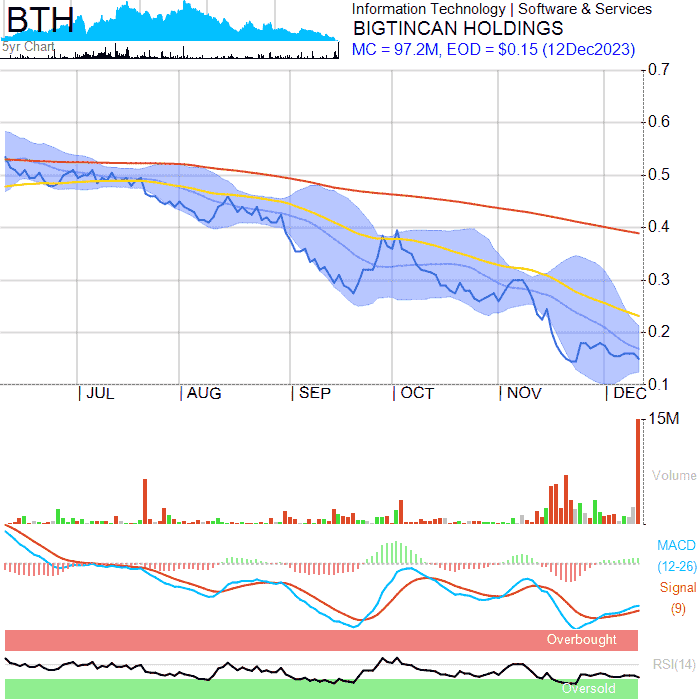 BTH
5yr Chart
Information Technology | Software & Services
BIGTINCAN HOLDINGS
MC = 97.2M, EOD = $0.15 (12Dec2023)
0.7
0.6
0.5
0.4
0.3
0.2
0.1
| JUL | AUG | SEP | OCT | NOV | DEC
15M
Volume
MACD
(12-26)
Signal
(9)
Overbought
RSI(14)
Oversold